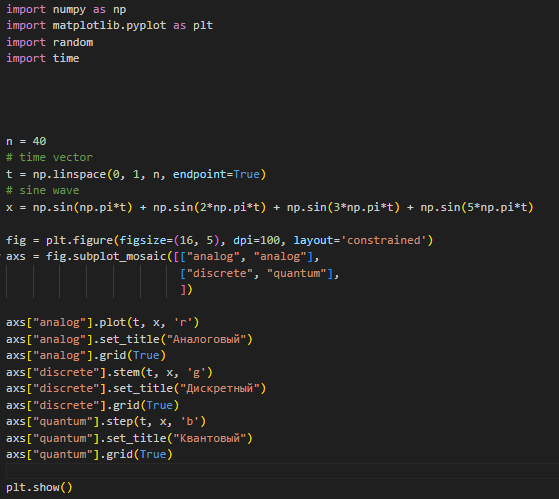 import numpy as np
import matplotlib.pyplot as plt
import random
import time
n = 40
# time vector
t = np.linspace(0, 1, n, endpoint=True)
# sine wave
x = np.sin(np.pi*t) + np.sin(2*np.pi*t) + np.sin(3*np.pi*t) + np.sin(5*np.pi*t)
fig = plt.figure(figsize=(16, 5), dpi=100, layout='constrained')
axs = fig.subplot_mosaic([["analog", "analog"],
["discrete", "quantum"],
])
axs["analog"].plot(t, x, 'r')
axs["analog"].set_title("Аналоговый")
axs["analog"].grid(True)
axs["discrete"].stem(t, x, 'g')
axs["discrete"].set_title("Дискретный")
axs["discrete"].grid(True)
axs["quantum"].step(t, x, 'b')
axs["quantum"].set_title("Квантовый")
axs["quantum"].grid(True)
plt.show()